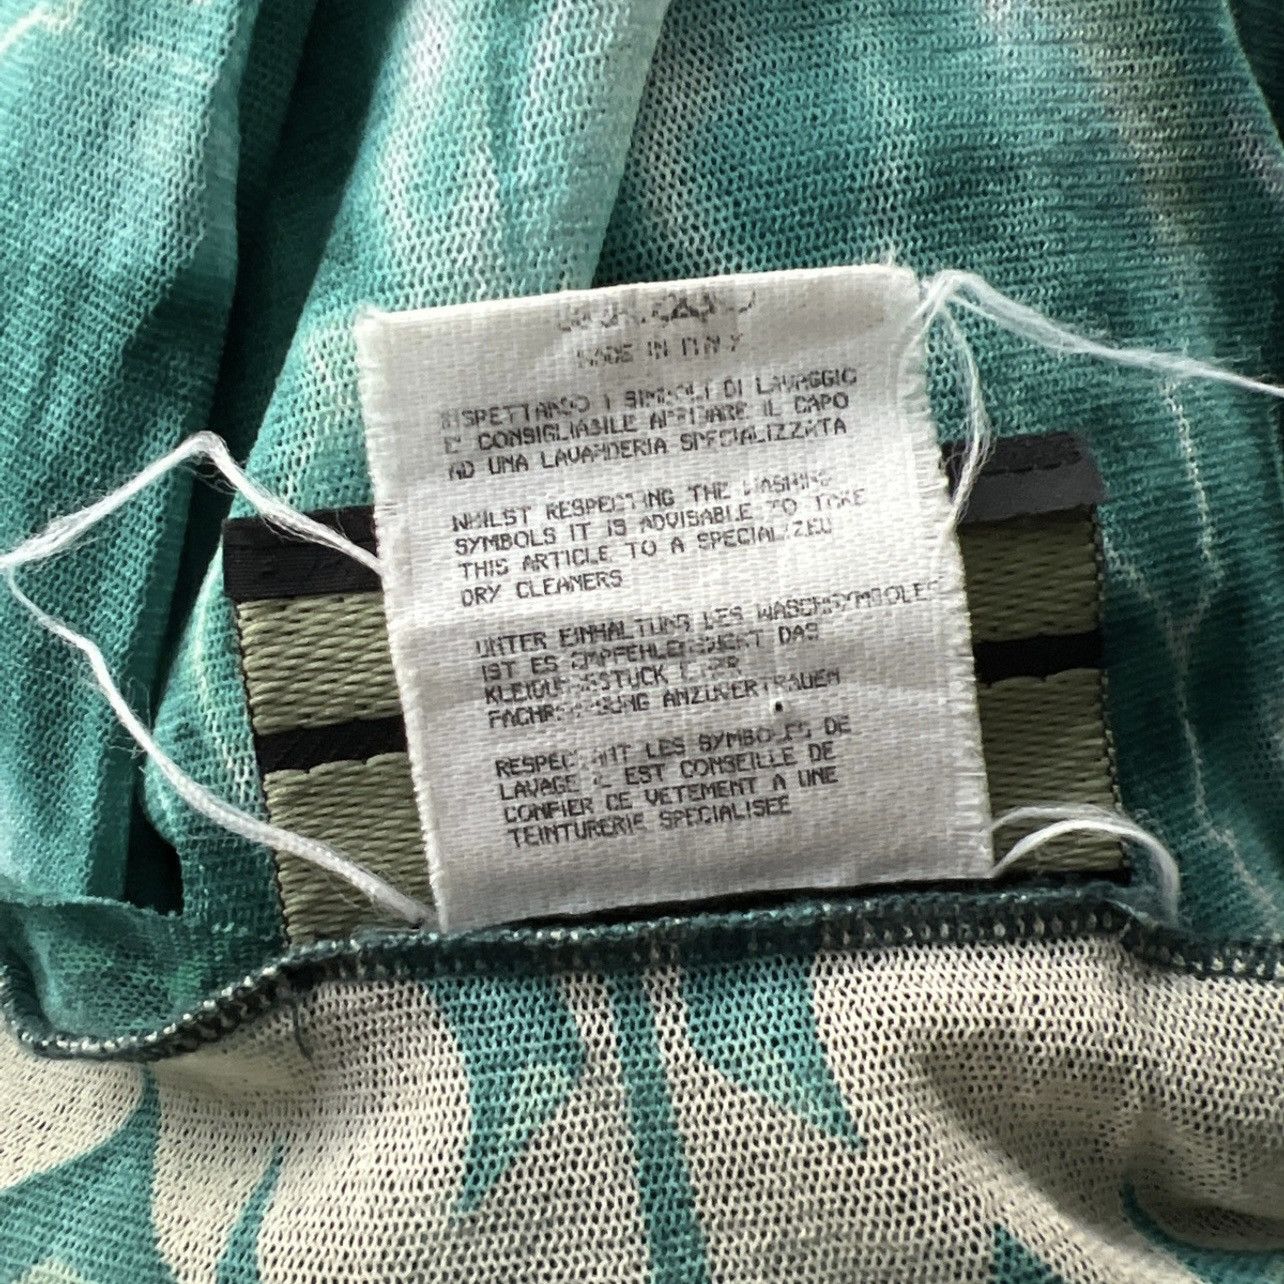 MADE IN ITALY
RISPETTANDO I SIMBOLI DI LAVAGGIO
E' CONSIGLIABILE AFFIDARE IL CAPO
AD UNA LAVANDERIA SPECIALIZZATA
WHILST RESPECTING THE WASHING
SYMBOLS IT IS ADVISABLE TO TAKE
THIS ARTICLE TO A SPECIALIZED
DRY CLEANERS
UNTER EINHALTUNG DES WASCHSYMBOLES
IST ES EMPFEHLENSWERT DAS
KLEIDUNGSSTUCK EINER
FACHREINIGUNG ANZUVERTRAUEN
RESPECTANT LES SYMBOLES DE
LAVAGE IL EST CONSEILLE DE
CONFIER CE VETEMENT A UNE
TEINTURERIE SPECIALISEE